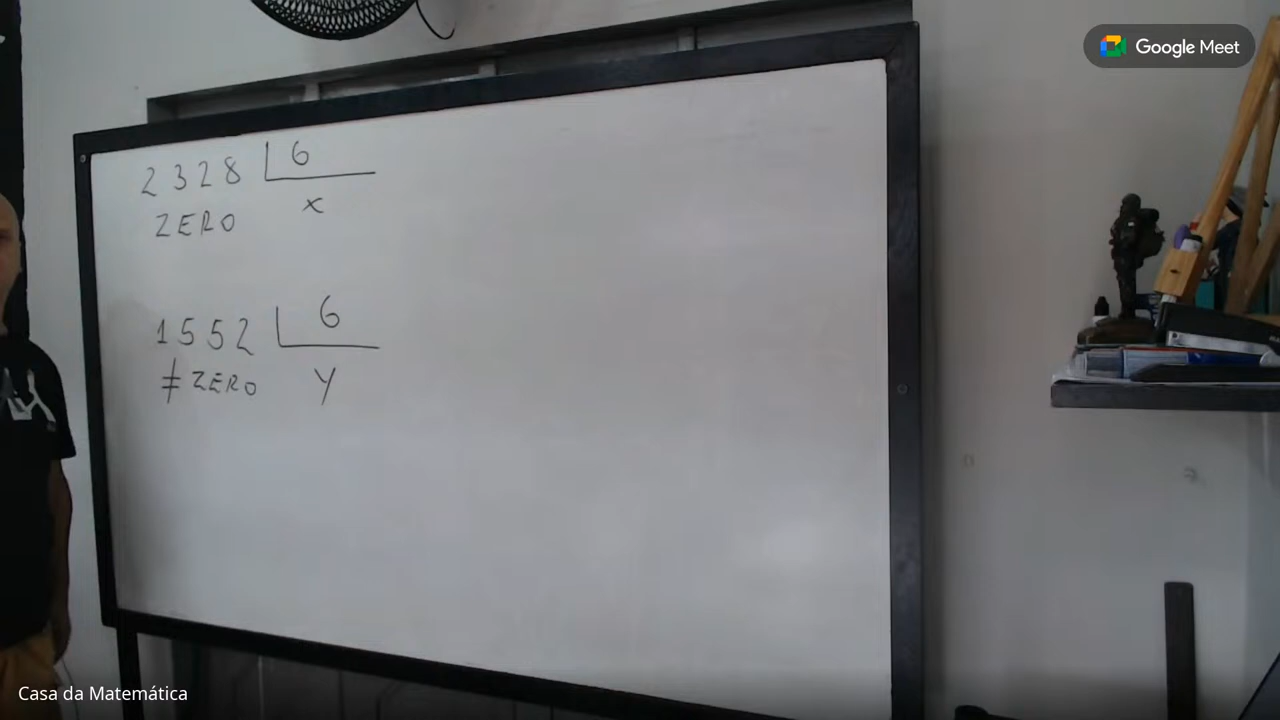 2328 6
ZERO x
1552 6
≠ ZERO y
Google Meet
Casa da Matemática